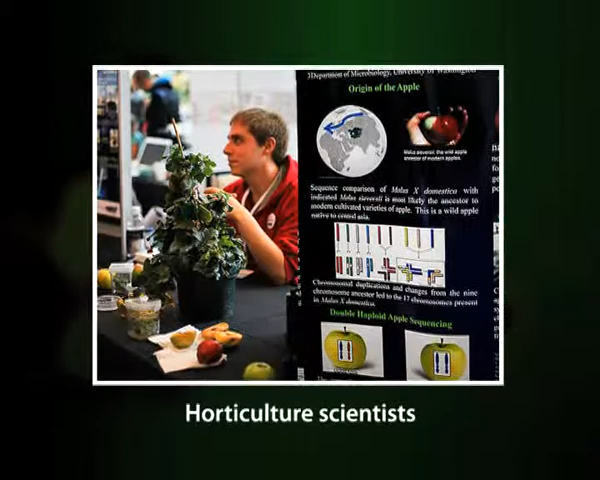 3Department of Microbiology, University of Washington
Origin of the Apple
Malus sieversii, the wild apple
ancestor of modern apples.
Sequence comparison of Malus X domestica with
indicated Malus sieversii is most likely the ancestor to
modern cultivated varieties of apple. This is a wild apple
native to central asia.
Chromosomal duplications and changes from the nine
chromosome ancestor led to the 17 chromosomes present
in Malus X domestica.
Double Haploid Apple Sequencing
Horticulture scientists